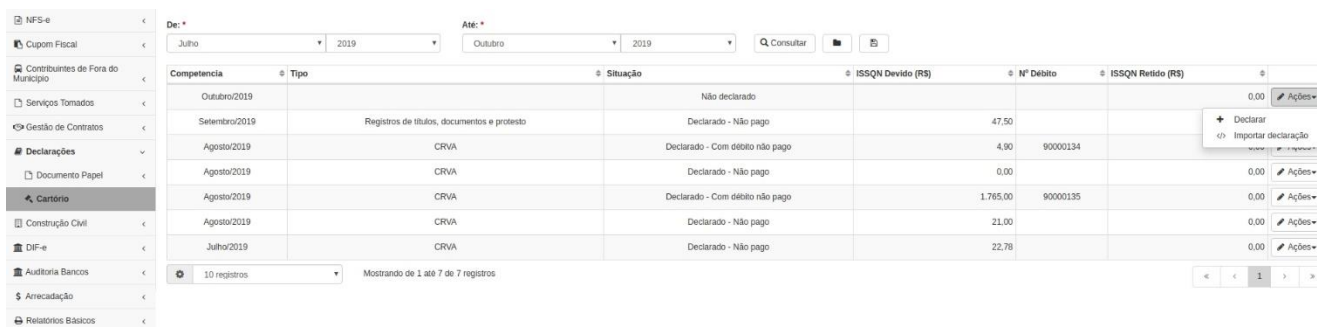 NFS-e
Cupom Fiscal
Contribuintes de Fora do
Município
Serviços Tomados
Gestão de Contratos
Declarações
Documento Papel
Cartório
Construção Civil
DIF-e
Auditoria Bancos
$ Arrecadação
Relatórios Básicos
De: * Até: *
Julho 2019 Outubro 2019 Consultar
Competencia Tipo Situação ISSQN Devido (R$) Nº Débito ISSQN Retido (R$)
Outubro/2019 Não declarado 0,00 Ações
Setembro/2019 Registros de títulos, documentos e protesto Declarado - Não pago 47,50
Agosto/2019 CRVA Declarado - Com débito não pago 4,90 90000134 0,00 Ações
Agosto/2019 CRVA Declarado - Não pago 0,00 0,00 Ações
Agosto/2019 CRVA Declarado - Com débito não pago 1.765,00 90000135 0,00 Ações
Agosto/2019 CRVA Declarado - Não pago 21,00 0,00 Ações
Julho/2019 CRVA Declarado - Não pago 22,78 0,00 Ações
+ Declarar
</> Importar declaração
10 registros Mostrando de 1 até 7 de 7 registros « ‹ 1 › »